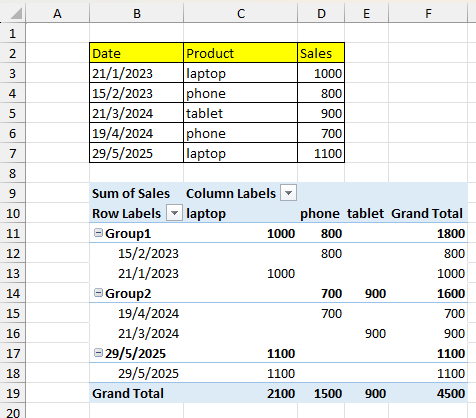 A B C D E F
1
2 Date Product Sales
3 21/1/2023 laptop 1000
4 15/2/2023 phone 800
5 21/3/2024 tablet 900
6 19/4/2024 phone 700
7 29/5/2025 laptop 1100
8
9 Sum of Sales Column Labels
10 Row Labels laptop phone tablet Grand Total
11 Group1 1000 800 1800
12 15/2/2023 800 800
13 21/1/2023 1000 1000
14 Group2 700 900 1600
15 19/4/2024 700 700
16 21/3/2024 900 900
17 29/5/2025 1100 1100
18 29/5/2025 1100 1100
19 Grand Total 2100 1500 900 4500
20